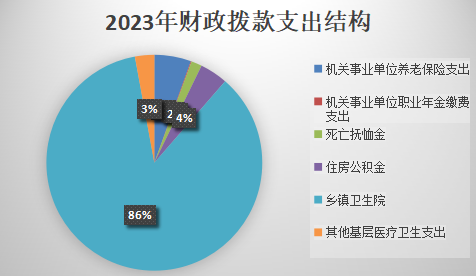 2023年财政拨款支出结构
机关事业单位养老保险支出
机关事业单位职业年金缴费
支出
死亡抚恤金
住房公积金
乡镇卫生院
其他基层医疗卫生支出
3%
4%
86%